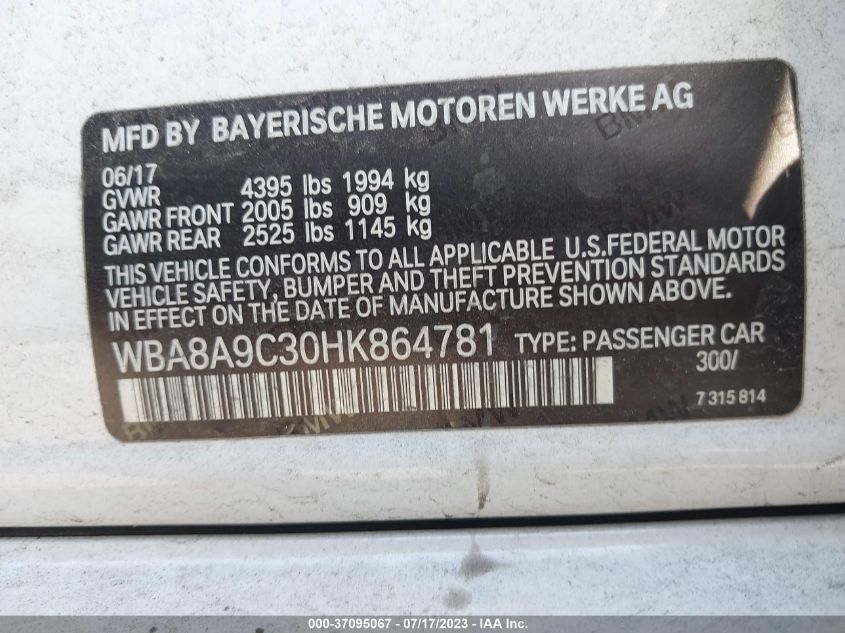 MFD BY BAYERISCHE MOTOREN WERKE AG
06/17
GVWR 4395 lbs 1994 kg
GAWR FRONT 2005 lbs 909 kg
GAWR REAR 2525 lbs 1145 kg
THIS VEHICLE CONFORMS TO ALL APPLICABLE U.S.FEDERAL MOTOR
VEHICLE SAFETY, BUMPER AND THEFT PREVENTION STANDARDS
IN EFFECT ON THE DATE OF MANUFACTURE SHOWN ABOVE.
WBA8A9C30HK864781 TYPE: PASSENGER CAR
300/
7 315 814
000-37095067 - 07/17/2023 - IAA Inc.